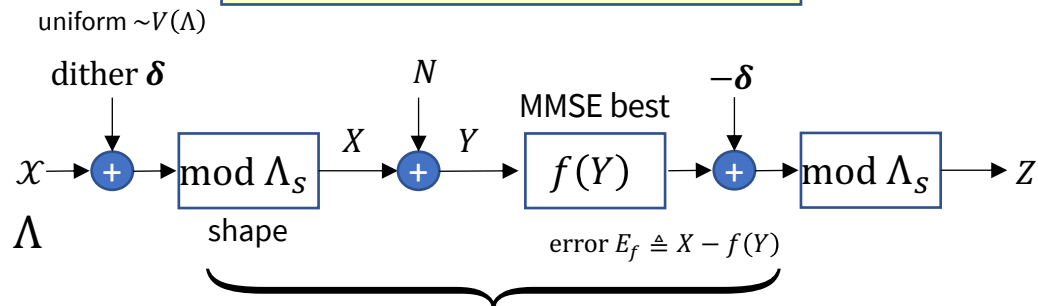 uniform ~V(Λ)
dither δ
N
−δ
MMSE best
𝒳
+
mod Λ_s
X
+
Y
f(Y)
+
mod Λ_s
Z
Λ
shape
error E_f ≜ X − f(Y)